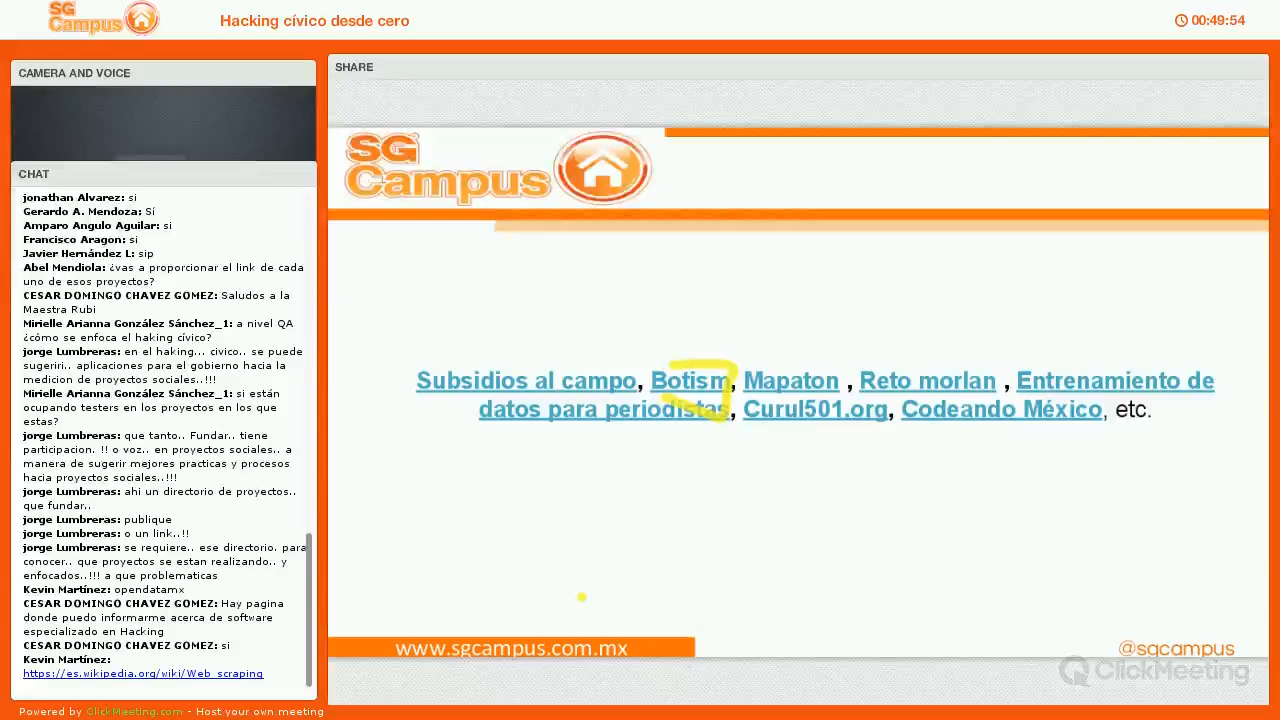 SG
Campus
Hacking cívico desde cero
00:49:54
CAMERA AND VOICE
CHAT
jonathan Alvarez: si
Gerardo A. Mendoza: Sí
Amparo Angulo Aguilar: si
Francisco Aragon: si
Javier Hernández L: sip
Abel Mendiola: ¿vas a proporcionar el link de cada
uno de esos proyectos?
CESAR DOMINGO CHAVEZ GOMEZ: Saludos a la
Maestra Rubi
Mirielle Arianna González Sánchez_1: a nivel QA
¿cómo se enfoca el haking cívico?
jorge Lumbreras: en el haking... civico.. se puede
sugeriri.. aplicaciones para el gobierno hacia la
medicion de proyectos sociales..!!!
Mirielle Arianna González Sánchez_1: si están
ocupando testers en los proyectos en los que
estas?
jorge Lumbreras: que tanto.. Fundar.. tiene
participacion. !! o voz.. en proyectos sociales.. a
manera de sugerir mejores practicas y procesos
hacia proyectos sociales..!!!
jorge Lumbreras: ahi un directorio de proyectos..
que fundar..
jorge Lumbreras: publique
jorge Lumbreras: o un link..!!
jorge Lumbreras: se requiere.. ese directorio. para
conocer.. que proyectos se estan realizando.. y
enfocados..!!! a que problematicas
Kevin Martínez: opendatamx
CESAR DOMINGO CHAVEZ GOMEZ: Hay pagina
donde puedo informarme acerca de software
especializado en Hacking
CESAR DOMINGO CHAVEZ GOMEZ: si
Kevin Martínez:
https://es.wikipedia.org/wiki/Web_scraping
Powered by ClickMeeting.com - Host your own meeting
SHARE
SG
Campus
Subsidios al campo, Botism, Mapaton , Reto morlan , Entrenamiento de
datos para periodistas, Curul501.org, Codeando México, etc.
www.sgcampus.com.mx
@sgcampus
ClickMeeting